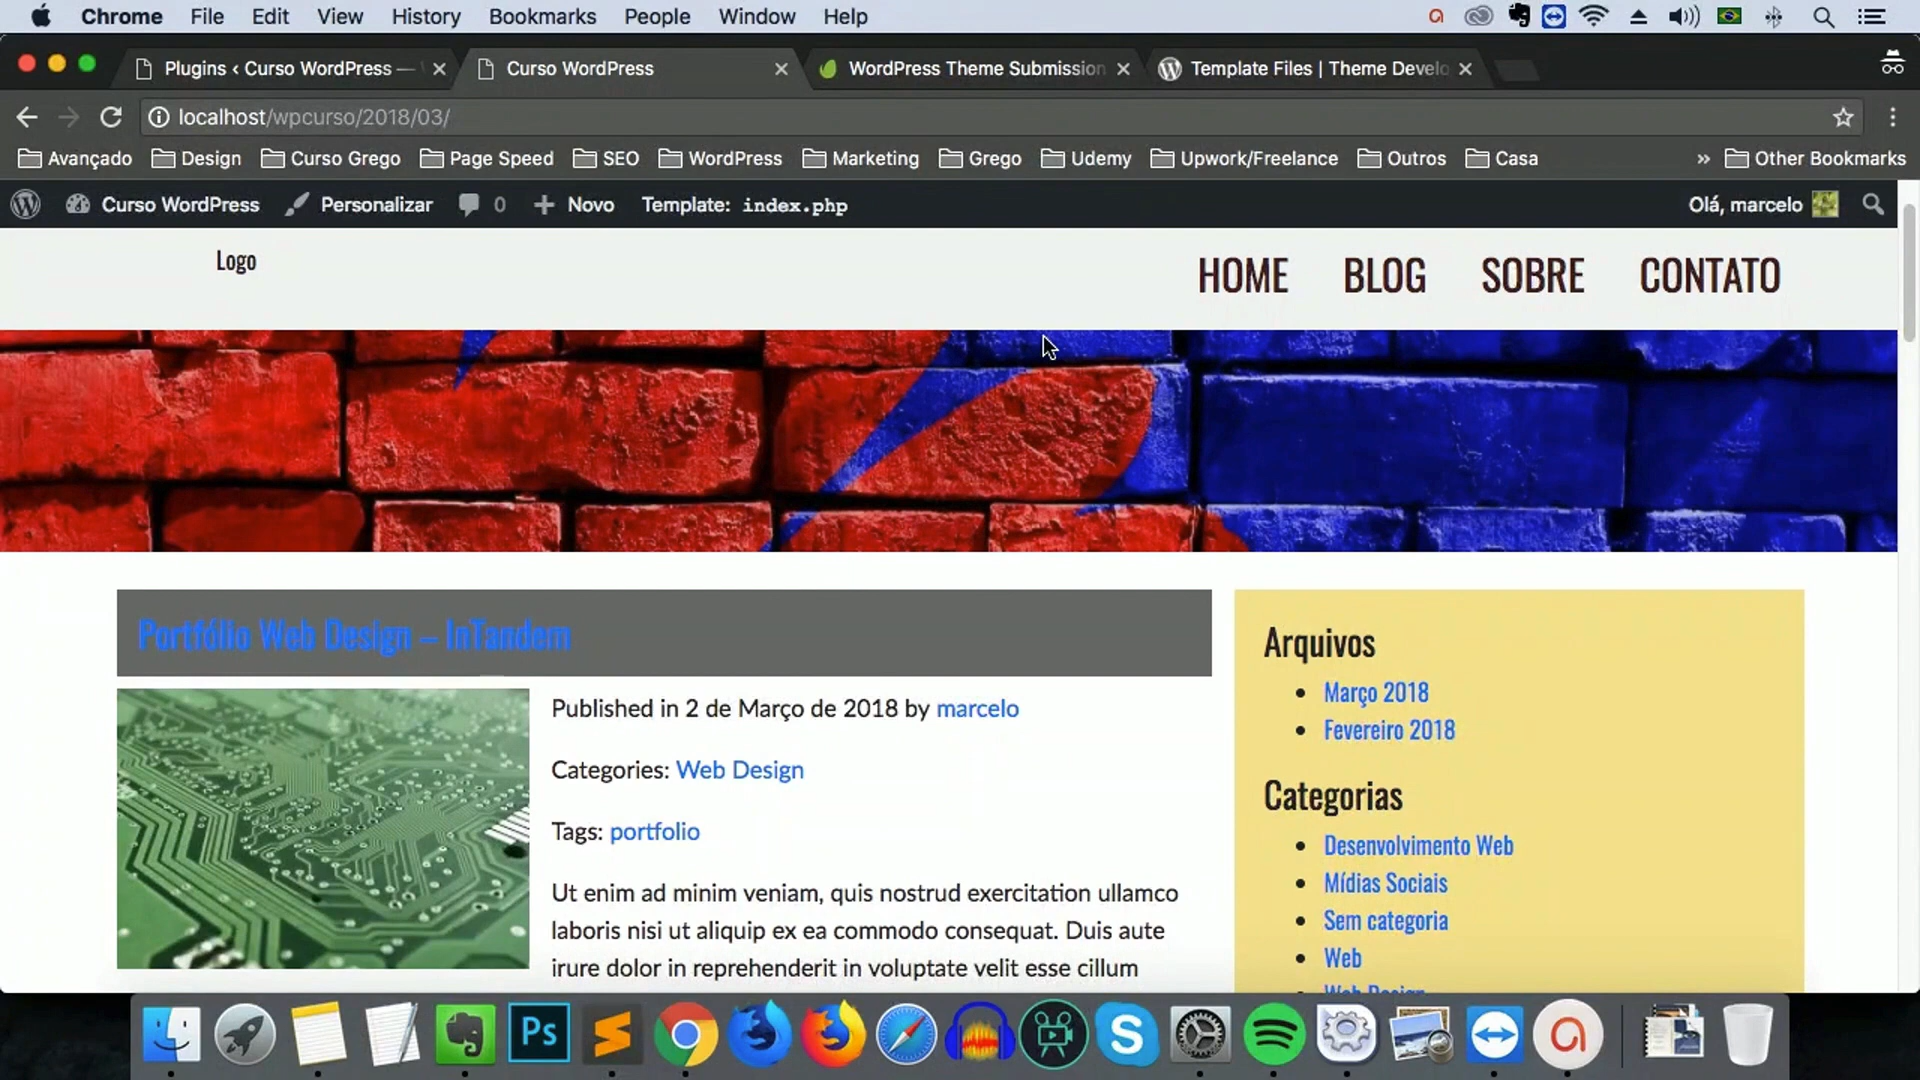 Chrome File Edit View History Bookmarks People Window Help
Plugins ‹ Curso WordPress —
Curso WordPress
WordPress Theme Submission
Template Files | Theme Develo
localhost/wpcurso/2018/03/
Avançado Design Curso Grego Page Speed SEO WordPress Marketing Grego Udemy Upwork/Freelance Outros Casa » Other Bookmarks
Curso WordPress Personalizar 0 Novo Template: index.php Olá, marcelo
Logo
HOME BLOG SOBRE CONTATO
Portfólio Web Design – InTandem
Published in 2 de Março de 2018 by marcelo
Categories: Web Design
Tags: portfolio
Ut enim ad minim veniam, quis nostrud exercitation ullamco
laboris nisi ut aliquip ex ea commodo consequat. Duis aute
irure dolor in reprehenderit in voluptate velit esse cillum
Arquivos
Março 2018
Fevereiro 2018
Categorias
Desenvolvimento Web
Mídias Sociais
Sem categoria
Web
Web Design
Ps